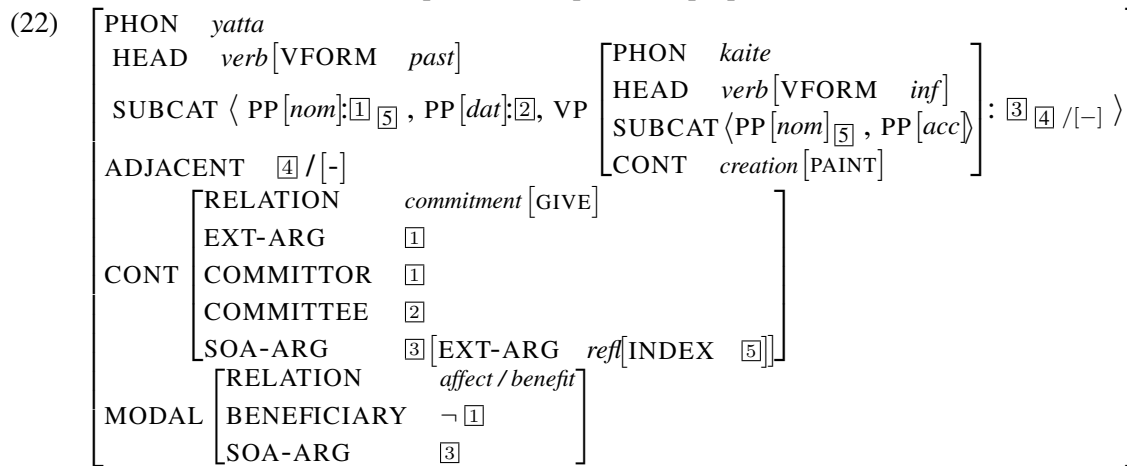 (22) [PHON yatta
HEAD verb[VFORM past]
[PHON kaite
HEAD verb[VFORM inf]
SUBCAT ⟨ PP[nom]:[1] [5] , PP[dat]:[2], VP SUBCAT⟨PP[nom][5] , PP[acc]⟩ : [3] [4] /[−] ⟩
ADJACENT [4] / [-] CONT creation[PAINT]]
[RELATION commitment[GIVE]
EXT-ARG [1]
CONT COMMITTOR [1]
COMMITTEE [2]
SOA-ARG [3][EXT-ARG refl[INDEX [5]]]]
[RELATION affect / benefit
MODAL BENEFICIARY ¬[1]
SOA-ARG [3]]]